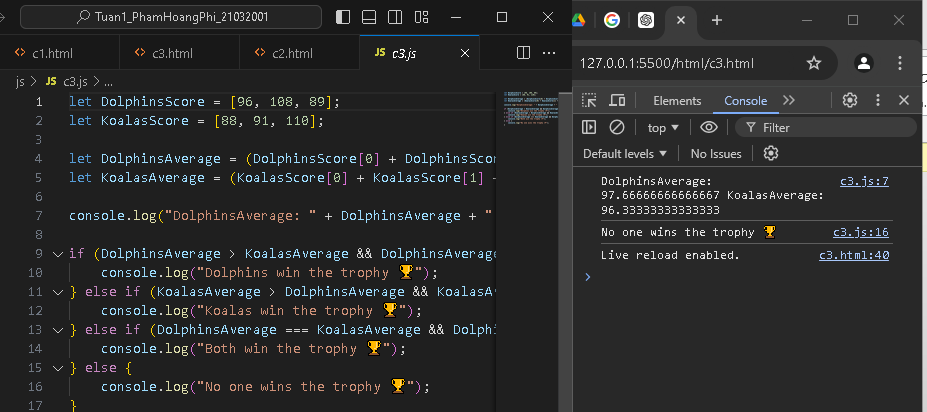 Tuan1_PhamHoangPhi_21032001
c1.html
c3.html
c2.html
JS c3.js
js > JS c3.js > ...
1 let DolphinsScore = [96, 108, 89];
2 let KoalasScore = [88, 91, 110];
3
4 let DolphinsAverage = (DolphinsScore[0] + DolphinsSco
5 let KoalasAverage = (KoalasScore[0] + KoalasScore[1] +
6
7 console.log("DolphinsAverage: " + DolphinsAverage + "
8
9 if (DolphinsAverage > KoalasAverage && DolphinsAverage
10 console.log("Dolphins win the trophy 🏆");
11 } else if (KoalasAverage > DolphinsAverage && KoalasAv
12 console.log("Koalas win the trophy 🏆");
13 } else if (DolphinsAverage === KoalasAverage && Dolphi
14 console.log("Both win the trophy 🏆");
15 } else {
16 console.log("No one wins the trophy 🏆");
17 }
127.0.0.1:5500/html/c3.html
Elements
Console
top
Filter
Default levels
No Issues
DolphinsAverage: c3.js:7
97.66666666666667 KoalasAverage:
96.33333333333333
No one wins the trophy 🏆 c3.js:16
Live reload enabled. c3.html:40
>